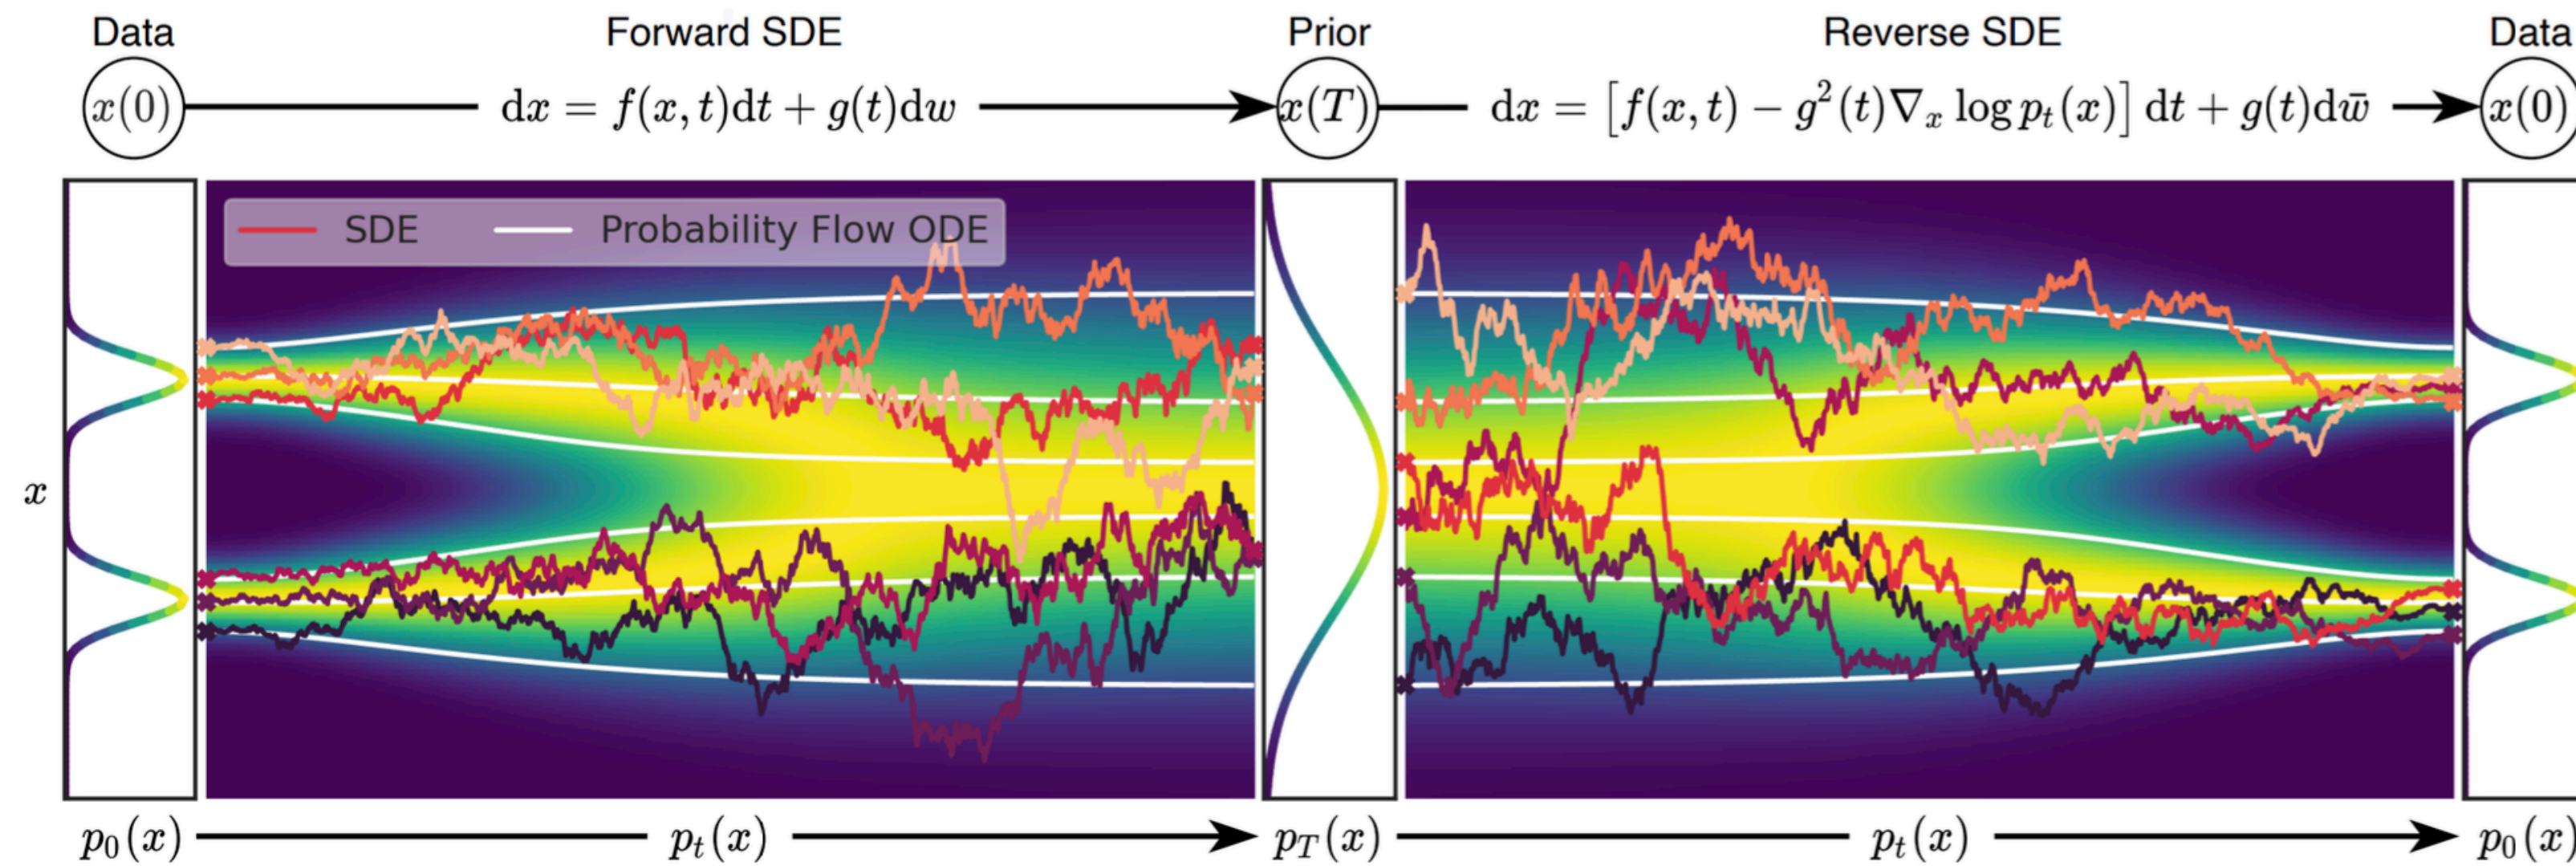 Data Forward SDE Prior Reverse SDE Data
x(0) dx = f(x, t)dt + g(t)dw x(T) dx = [f(x, t) − g²(t)∇ₓ log pₜ(x)] dt + g(t)dw̄ x(0)
SDE Probability Flow ODE
x
p₀(x) pₜ(x) p_T(x) pₜ(x) p₀(x)